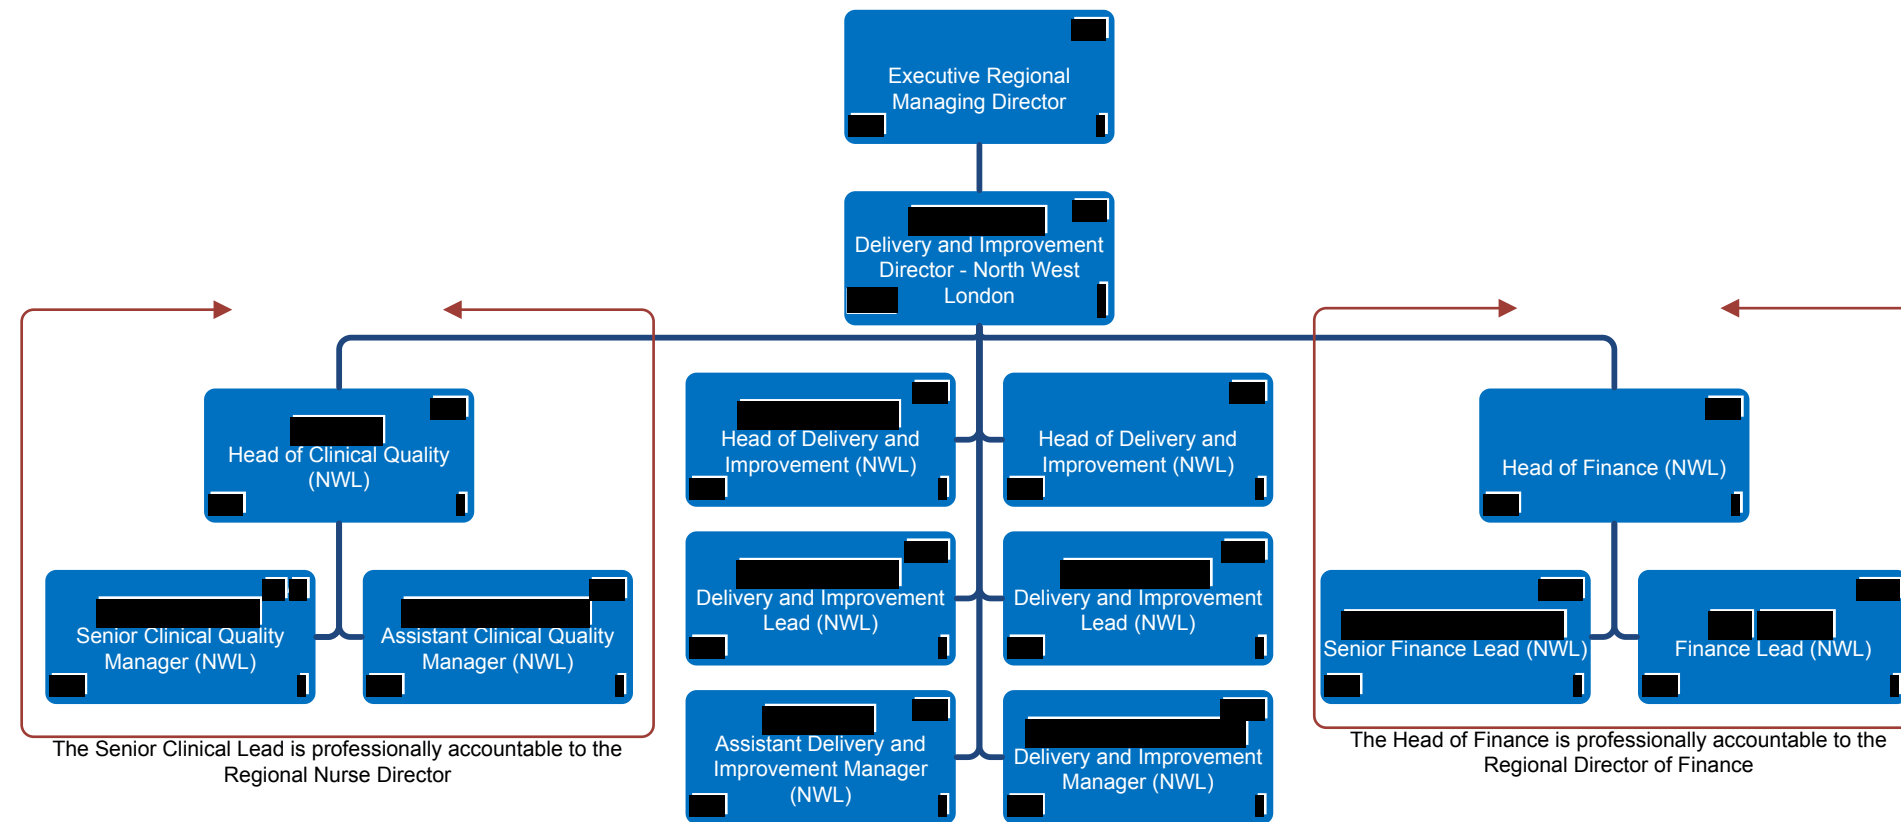 Executive Regional
Managing Director
Delivery and Improvement
Director - North West
London
Head of Clinical Quality
(NWL)
Head of Delivery and
Improvement (NWL)
Head of Delivery and
Improvement (NWL)
Head of Finance (NWL)
Senior Clinical Quality
Manager (NWL)
Assistant Clinical Quality
Manager (NWL)
Delivery and Improvement
Lead (NWL)
Delivery and Improvement
Lead (NWL)
Senior Finance Lead (NWL)
Finance Lead (NWL)
Assistant Delivery and
Improvement Manager
(NWL)
Delivery and Improvement
Manager (NWL)
The Senior Clinical Lead is professionally accountable to the
Regional Nurse Director
The Head of Finance is professionally accountable to the
Regional Director of Finance